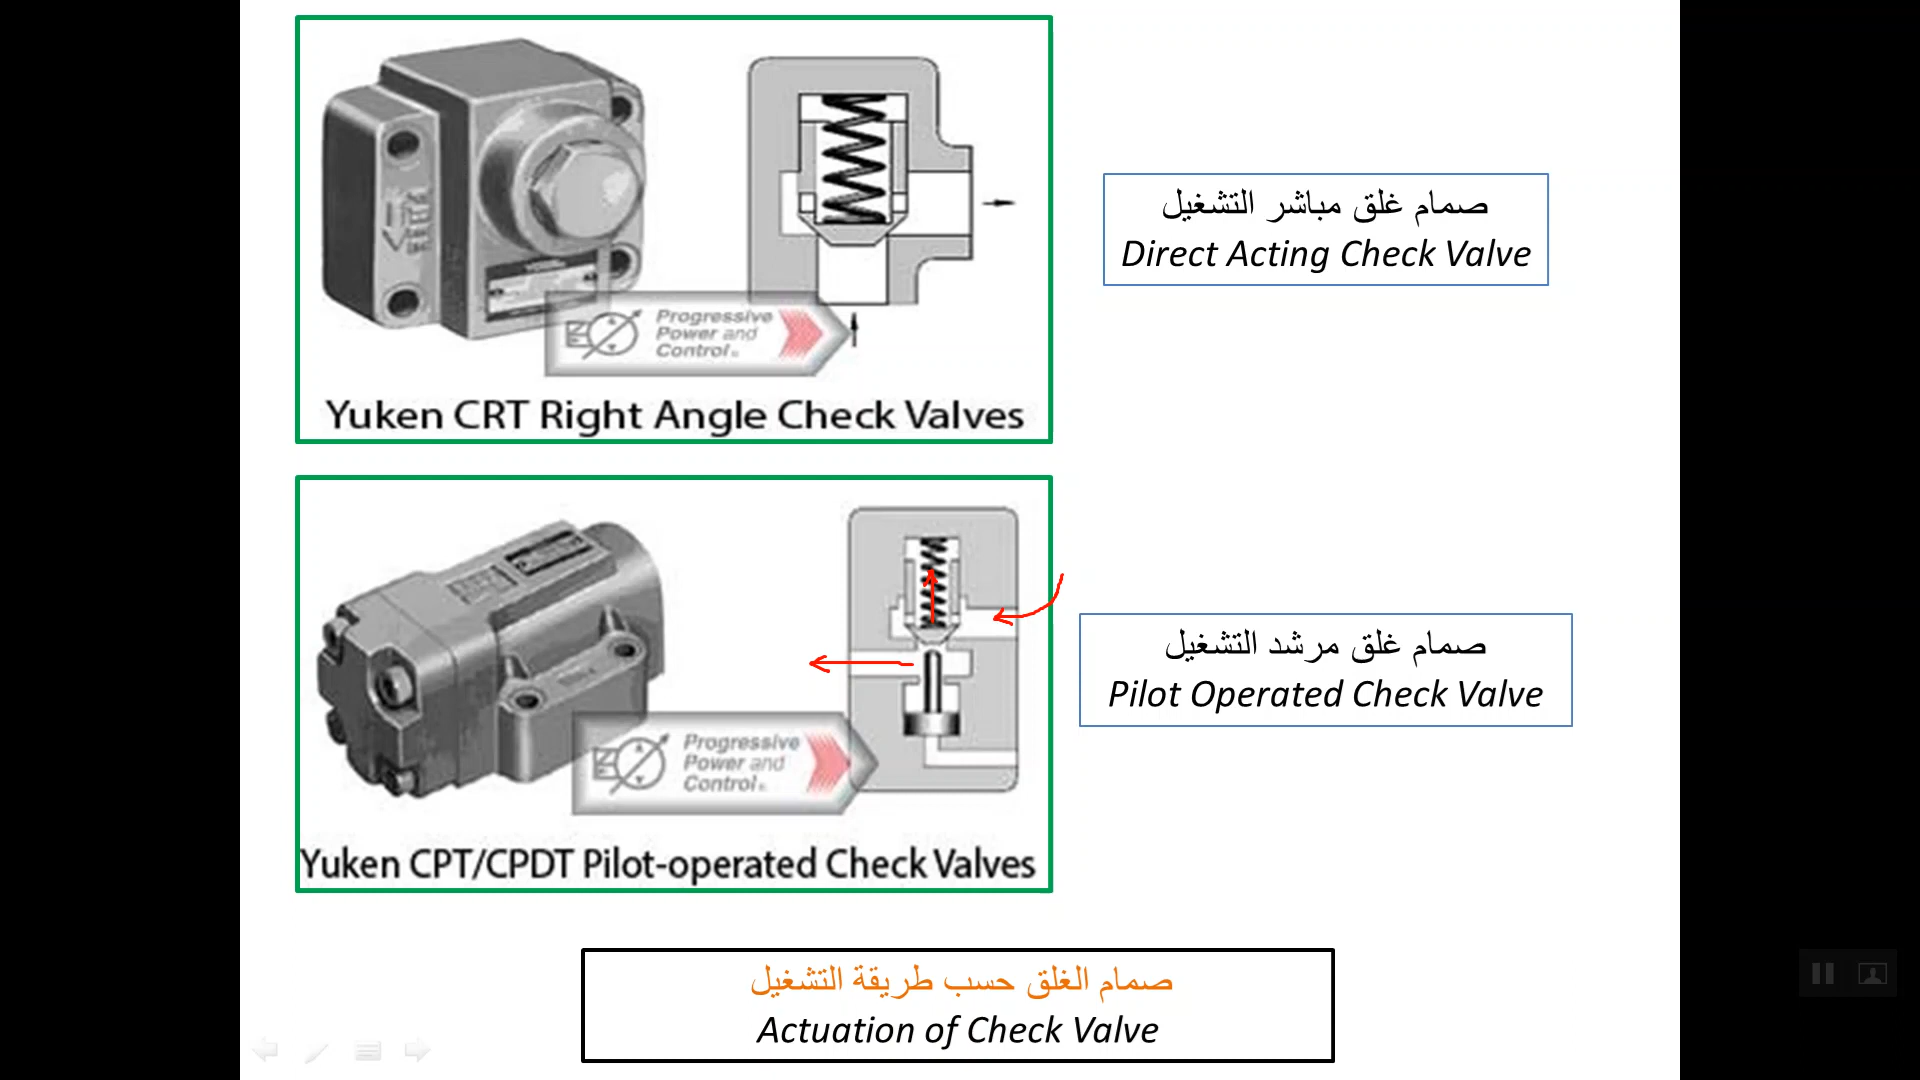 Progressive
Power and
Control
Yuken CRT Right Angle Check Valves
صمام غلق مباشر التشغيل
Direct Acting Check Valve
Progressive
Power and
Control
Yuken CPT/CPDT Pilot-operated Check Valves
صمام غلق مرشد التشغيل
Pilot Operated Check Valve
صمام الغلق حسب طريقة التشغيل
Actuation of Check Valve